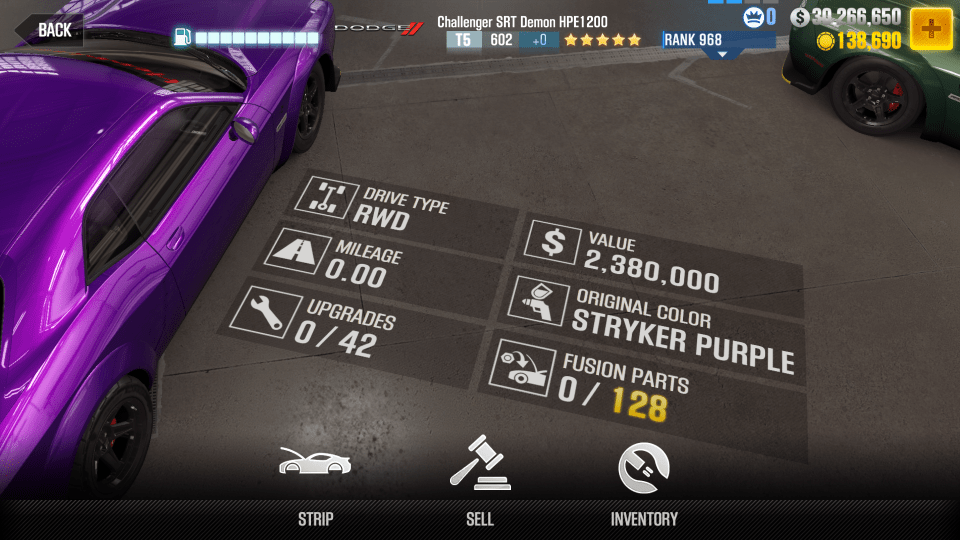 BACK
DODGE
Challenger SRT Demon HPE1200
T5 602 +0
RANK 968
0
30,266,650
138,690
DRIVE TYPE
RWD
MILEAGE
0.00
UPGRADES
0 / 42
VALUE
2,380,000
ORIGINAL COLOR
STRYKER PURPLE
FUSION PARTS
0 / 128
STRIP
SELL
INVENTORY